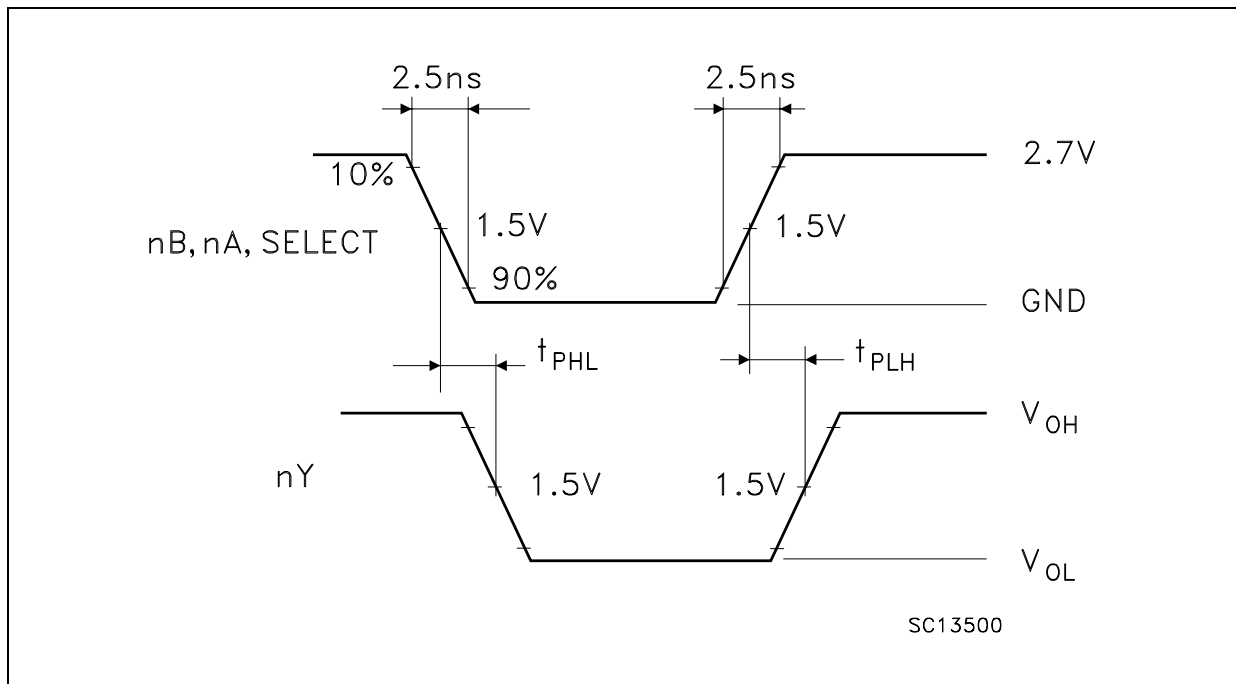 2.5ns 2.5ns
10% 2.7V
nB, nA, SELECT 1.5V 1.5V
90% GND
tPHL tPLH
VOH
nY 1.5V 1.5V
VOL
SC13500